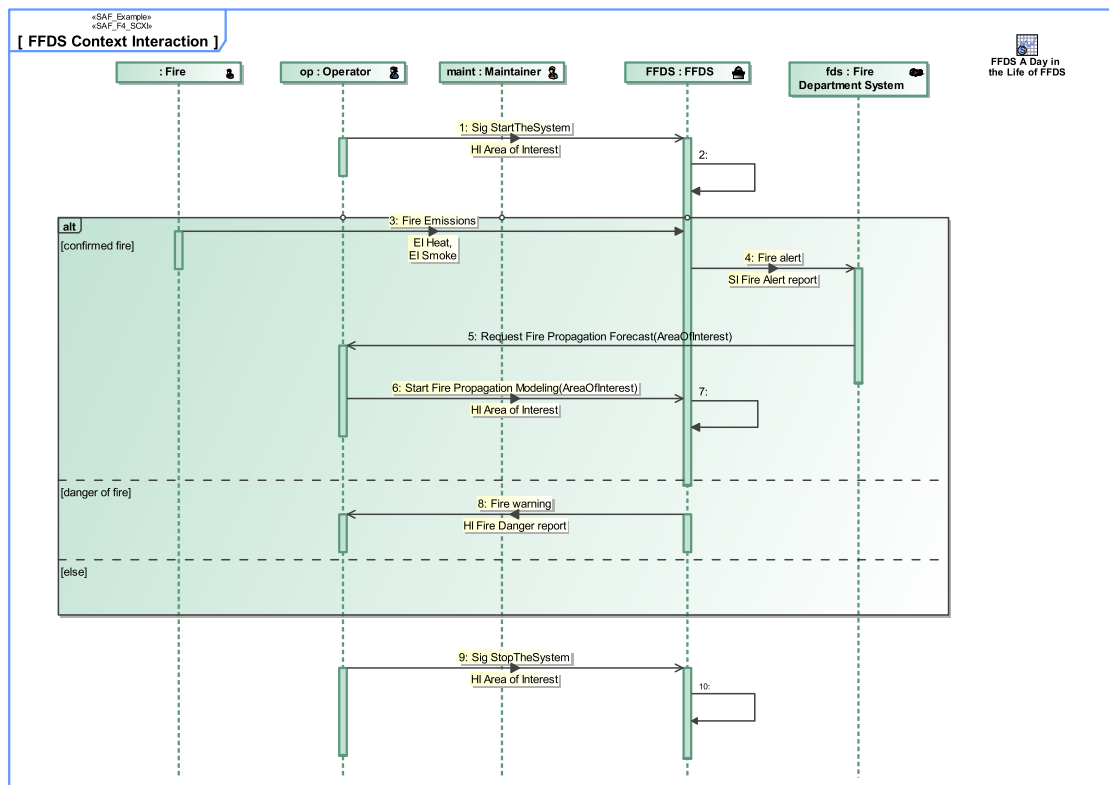 «SAF_Example»
«SAF_F4_SCXI»
[ FFDS Context Interaction ]
FFDS A Day in
the Life of FFDS
: Fire
op : Operator
maint : Maintainer
FFDS : FFDS
fds : Fire
Department System
1: Sig StartTheSystem
HI Area of Interest
2:
alt
3: Fire Emissions
[confirmed fire]
EI Heat,
EI Smoke
4: Fire alert
SI Fire Alert report
5: Request Fire Propagation Forecast(AreaOfInterest)
6: Start Fire Propagation Modeling(AreaOfInterest)
7:
HI Area of Interest
[danger of fire]
8: Fire warning
HI Fire Danger report
[else]
9: Sig StopTheSystem
HI Area of Interest
10: